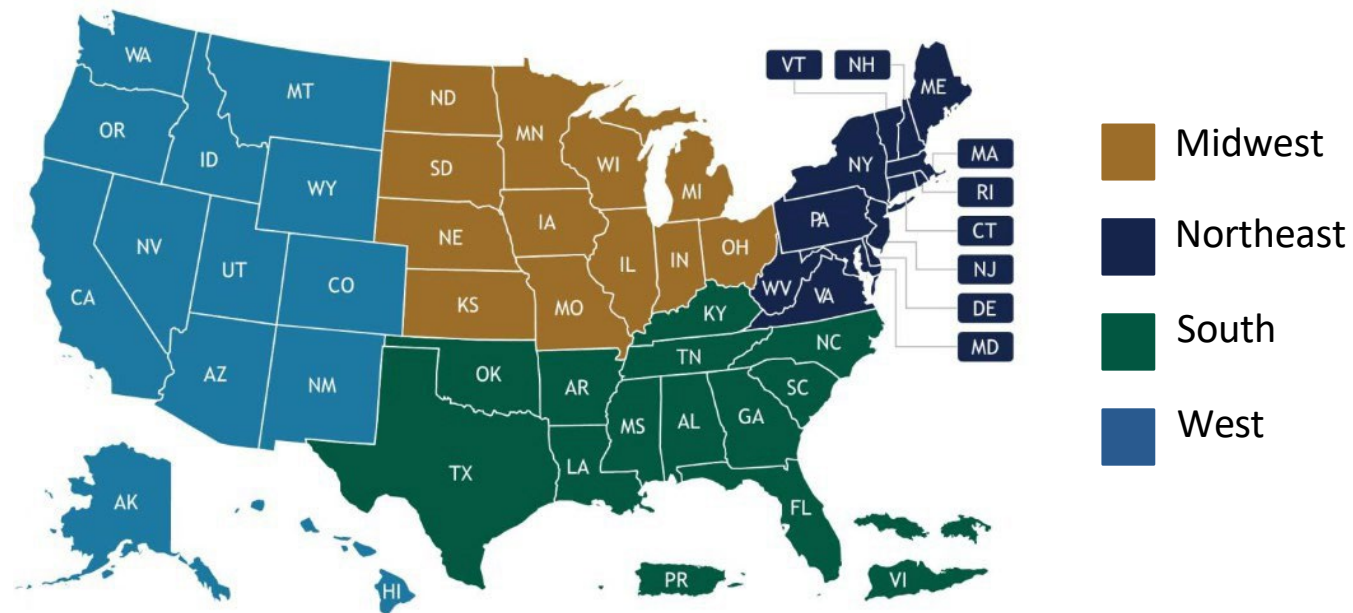 WA
MT
ND
MN
VT
NH
ME
OR
ID
SD
WI
NY
MA
WY
MI
RI
NE
IA
PA
CT
NV
UT
CO
IL
IN
OH
NJ
CA
KS
MO
WV
VA
DE
KY
MD
AZ
NM
OK
AR
TN
NC
SC
MS
AL
GA
TX
LA
AK
FL
HI
PR
VI
Midwest
Northeast
South
West